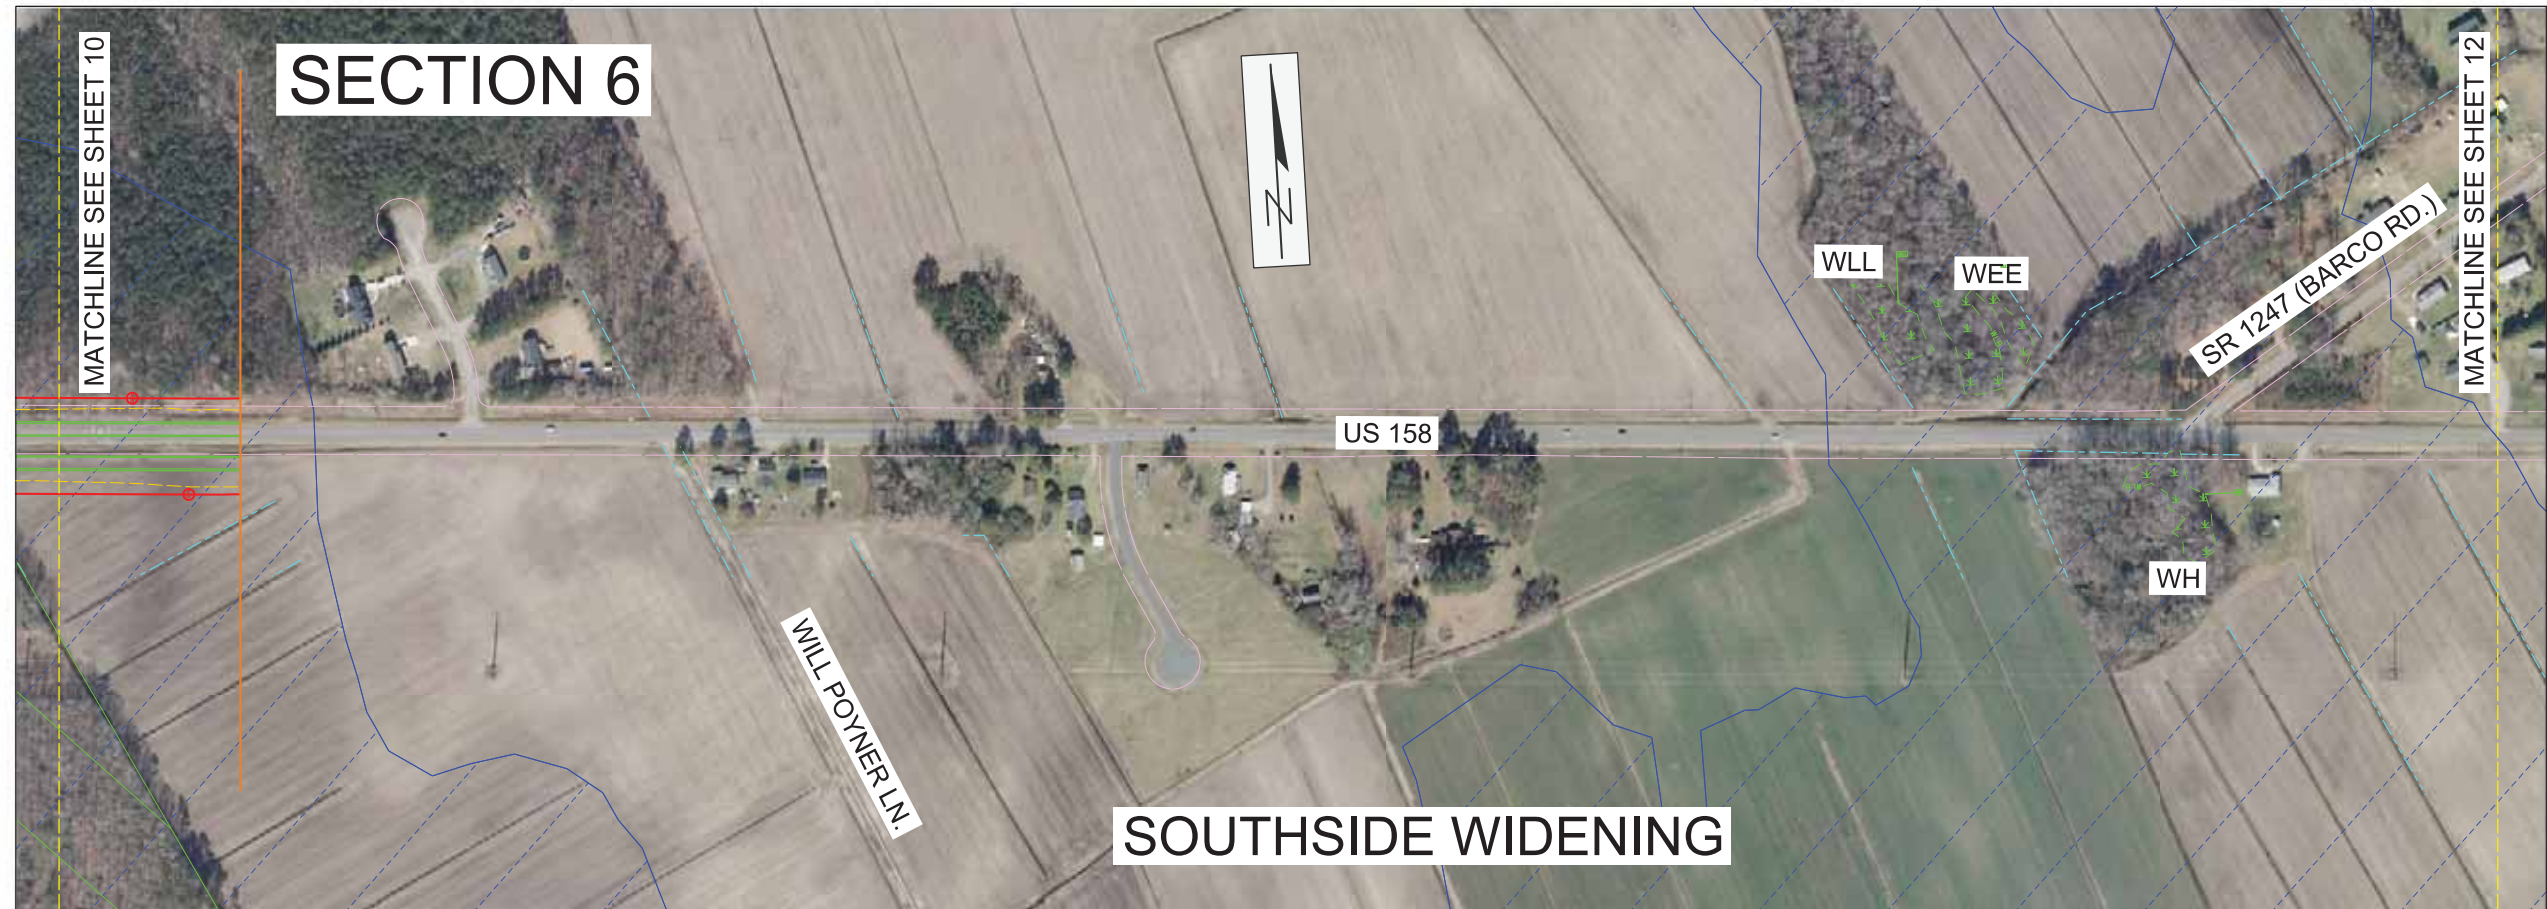 MATCHLINE SEE SHEET 10
SECTION 6
N
MATCHLINE SEE SHEET 12
WLL
WEE
SR 1247 (BARCO RD.)
US 158
WH
WILL POYNER LN.
SOUTHSIDE WIDENING